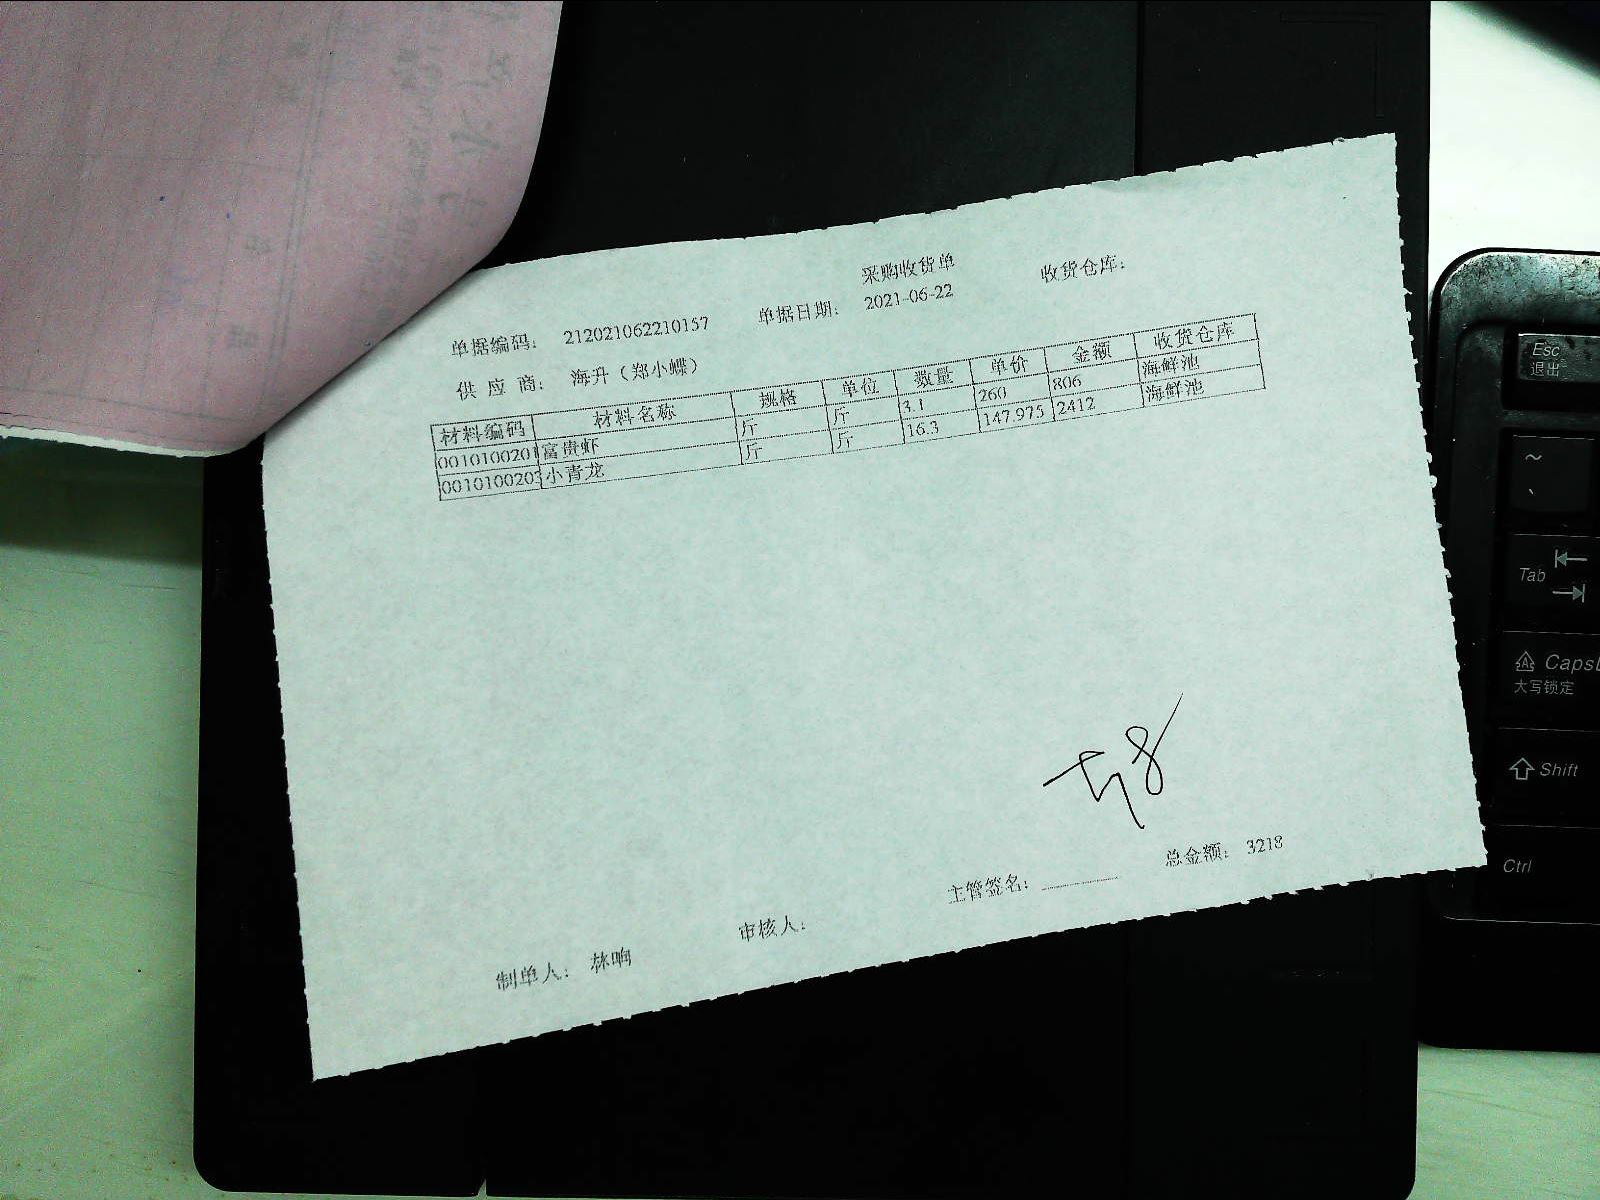 采购收货单
收货仓库：
单据编码： 212021062210157 单据日期： 2021-06-22
供 应 商： 海升（郑小蝶）
材料编码 材料名称 规格 单位 数量 单价 金额 收货仓库
0010100201 富贵虾 斤 斤 3.1 260 806 海鲜池
001010020 小青龙 斤 斤 16.3 147.975 2412 海鲜池
总金额： 3218
主管签名：
审核人：
制单人： 林响
Esc
退出
~
、
Tab
Caps
大写锁定
Shift
Ctrl